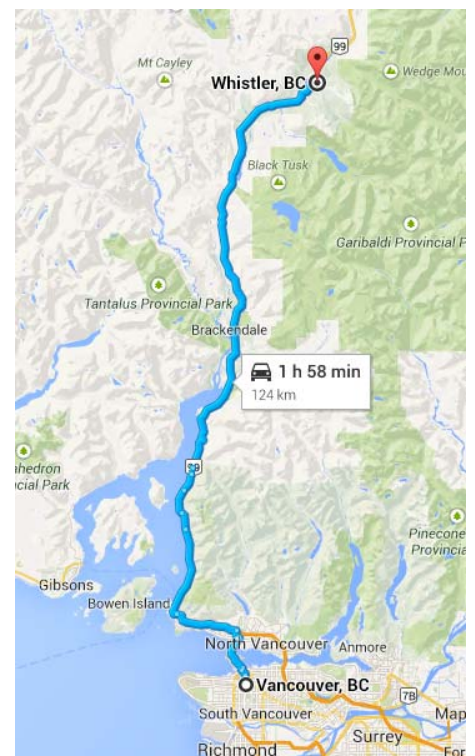 Mt Cayley
99
Wedge Mou
Whistler, BC
Black Tusk
Garibaldi Provincial P
Tantalus Provincial Park
Brackendale
1 h 58 min
124 km
99
ahedron
cial Park
Pinecone
Provincia
Gibsons
Bowen Island
North Vancouver
Anmore
Vancouver, BC
7B
South Vancouver
Map
Surrey
Richmond
For